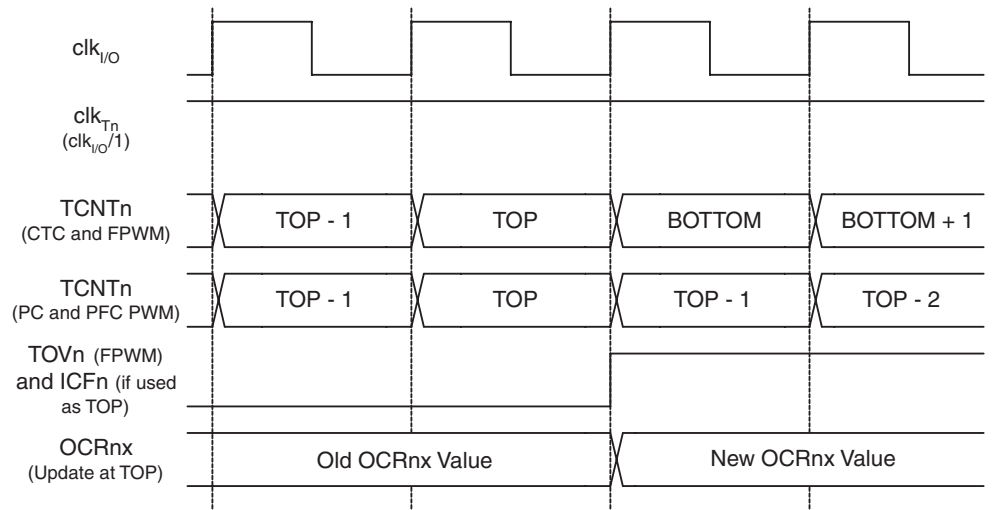 clkI/O
clkTn
(clkI/O/1)
TCNTn
(CTC and FPWM)
TOP - 1
TOP
BOTTOM
BOTTOM + 1
TCNTn
(PC and PFC PWM)
TOP - 1
TOP
TOP - 1
TOP - 2
TOVn (FPWM)
and ICFn (if used
as TOP)
OCRnx
(Update at TOP)
Old OCRnx Value
New OCRnx Value